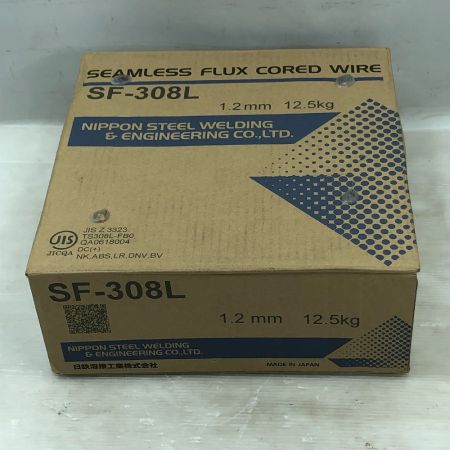 SEAMLESS FLUX CORED WIRE
SF-308L
1.2mm 12.5kg
NIPPON STEEL WELDING
& ENGINEERING CO.,LTD.
JIS
JICQA
JIS Z 3323
TS308L-FB0
QA0618004
DC(+)
NK,ABS,LR,DNV,BV
SF-308L
1.2 mm 12.5kg
NIPPON STEEL WELDING
& ENGINEERING CO.,LTD.
日鉄溶接工業株式会社
MADE IN JAPAN